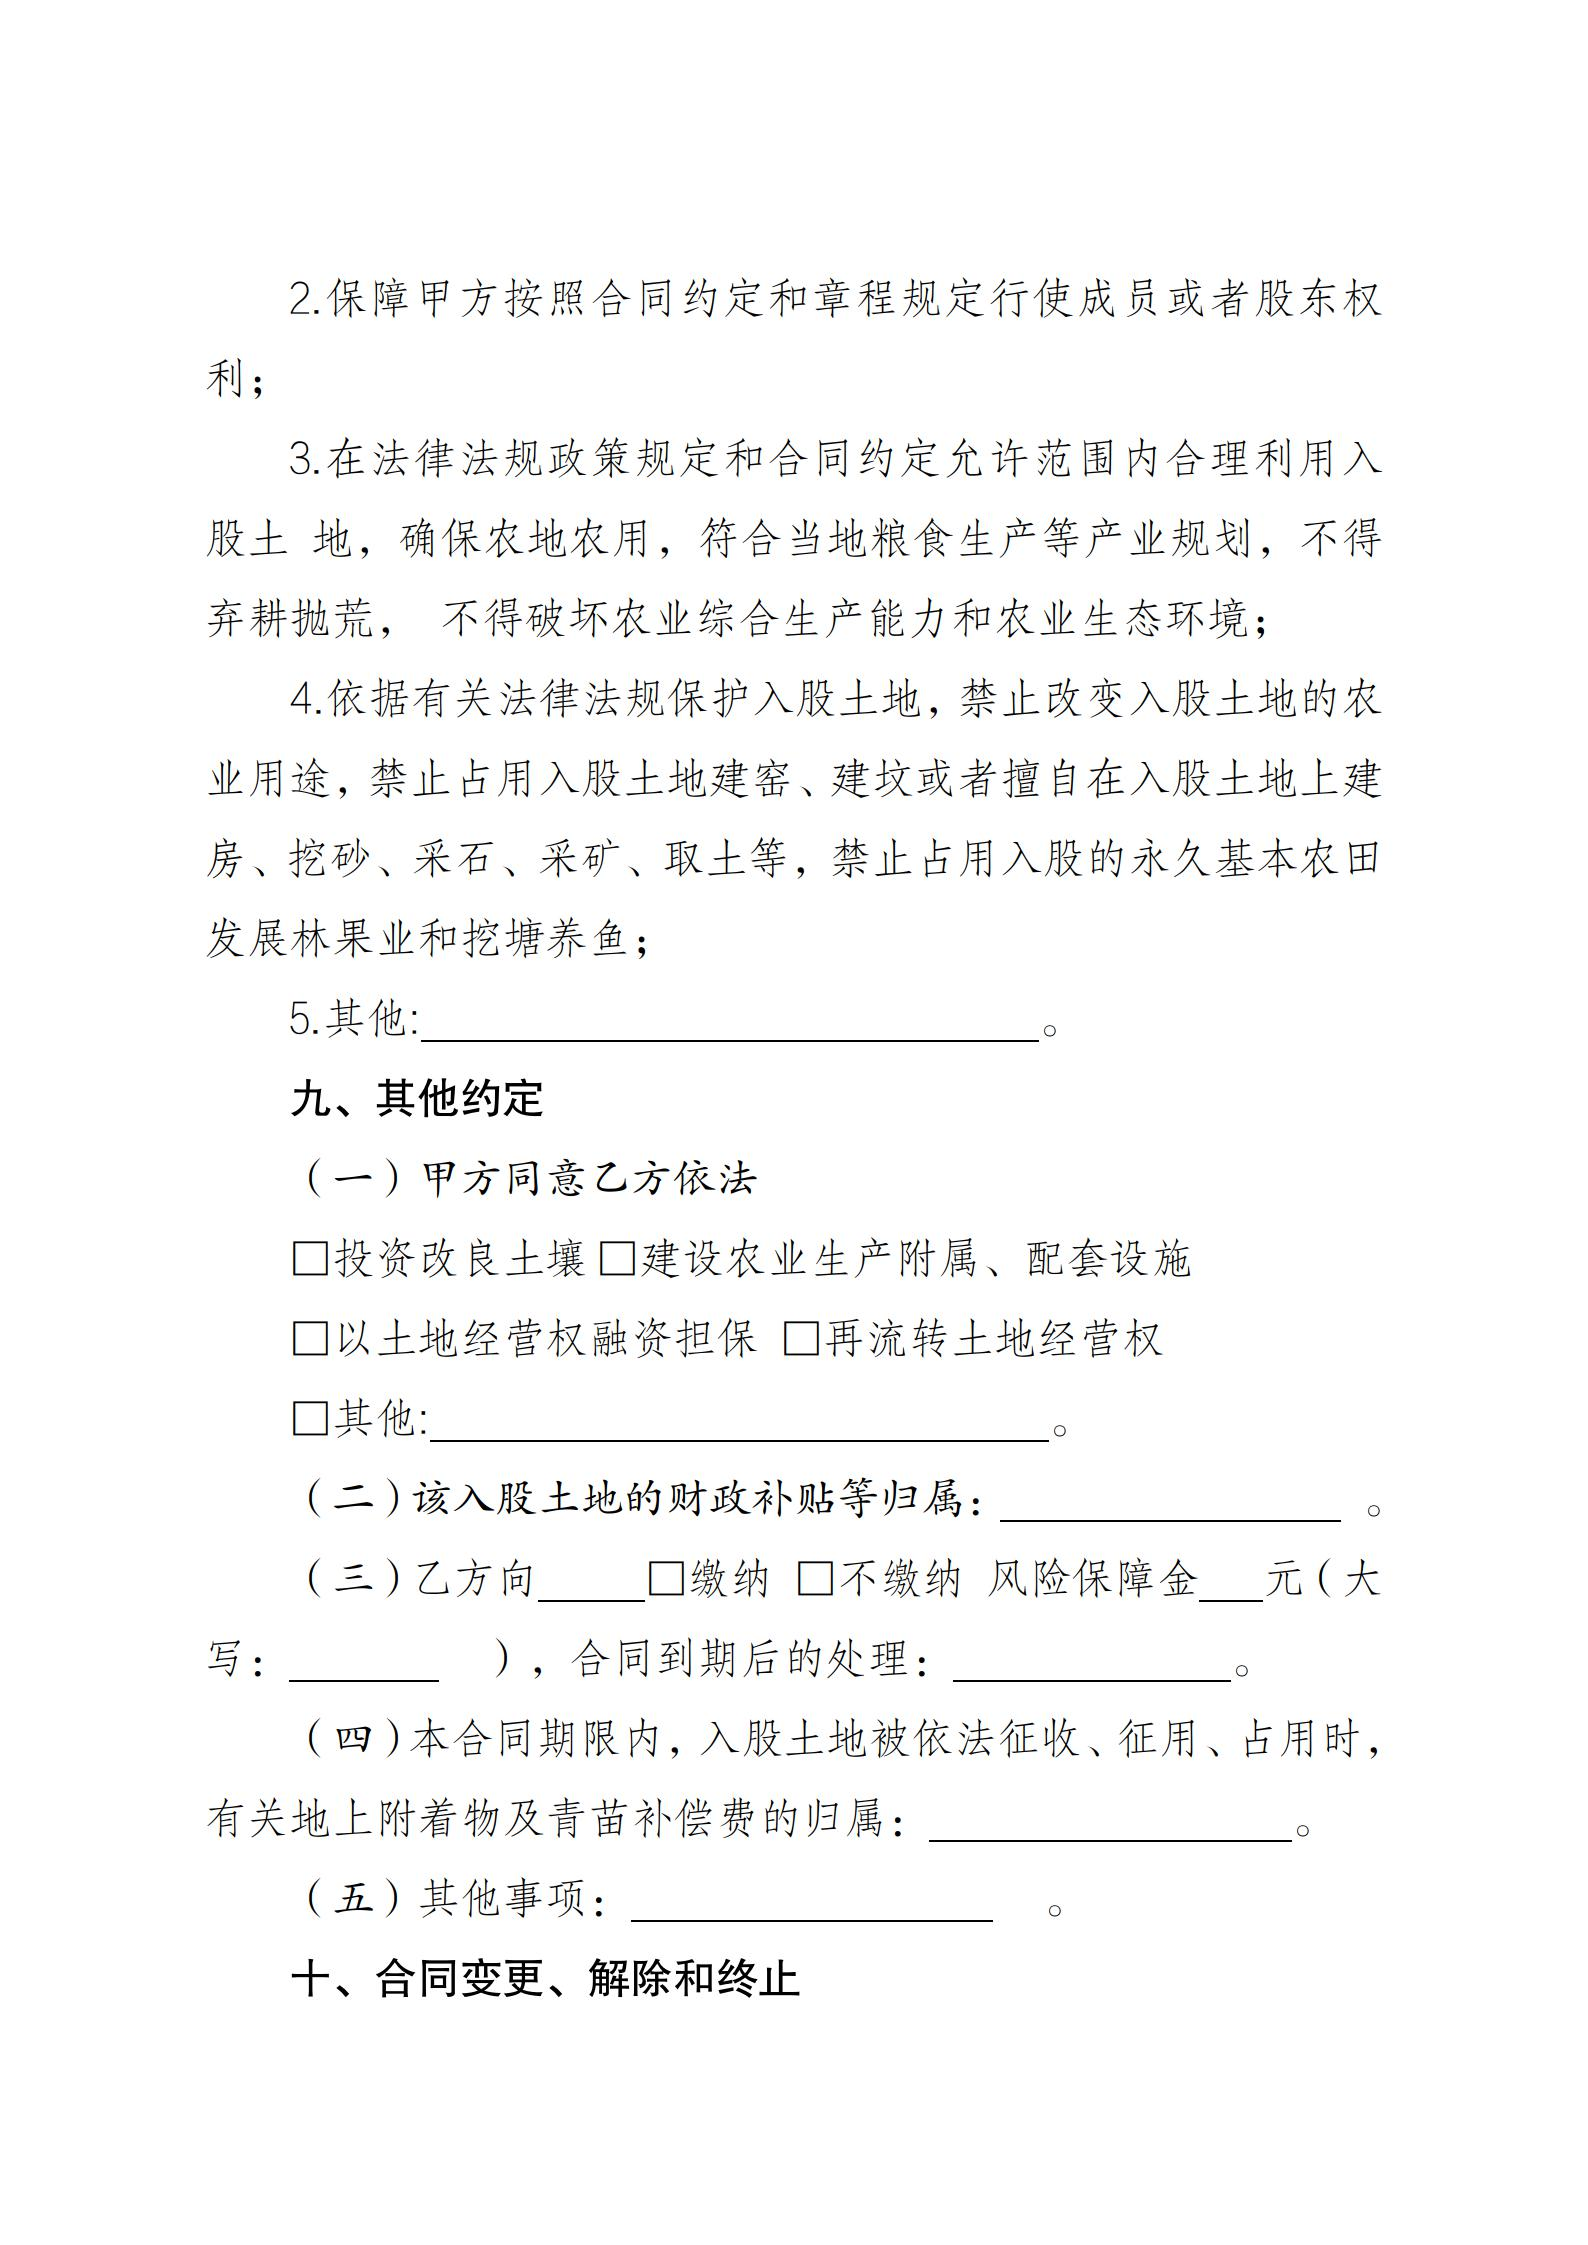 2.保障甲方按照合同约定和章程规定行使成员或者股东权
利；
3.在法律法规政策规定和合同约定允许范围内合理利用入
股土 地，确保农地农用，符合当地粮食生产等产业规划，不得
弃耕抛荒， 不得破坏农业综合生产能力和农业生态环境；
4.依据有关法律法规保护入股土地，禁止改变入股土地的农
业用途，禁止占用入股土地建窑、建坟或者擅自在入股土地上建
房、挖砂、采石、采矿、取土等，禁止占用入股的永久基本农田
发展林果业和挖塘养鱼；
5.其他:____________________。
九、其他约定
（一）甲方同意乙方依法
□投资改良土壤 □建设农业生产附属、配套设施
□以土地经营权融资担保 □再流转土地经营权
□其他:____________________。
（二）该入股土地的财政补贴等归属：___________ 。
（三）乙方向____□缴纳 □不缴纳 风险保障金__元（大
写：_____ ），合同到期后的处理：_________。
（四）本合同期限内，入股土地被依法征收、征用、占用时，
有关地上附着物及青苗补偿费的归属：____________。
（五）其他事项：____________ 。
十、合同变更、解除和终止